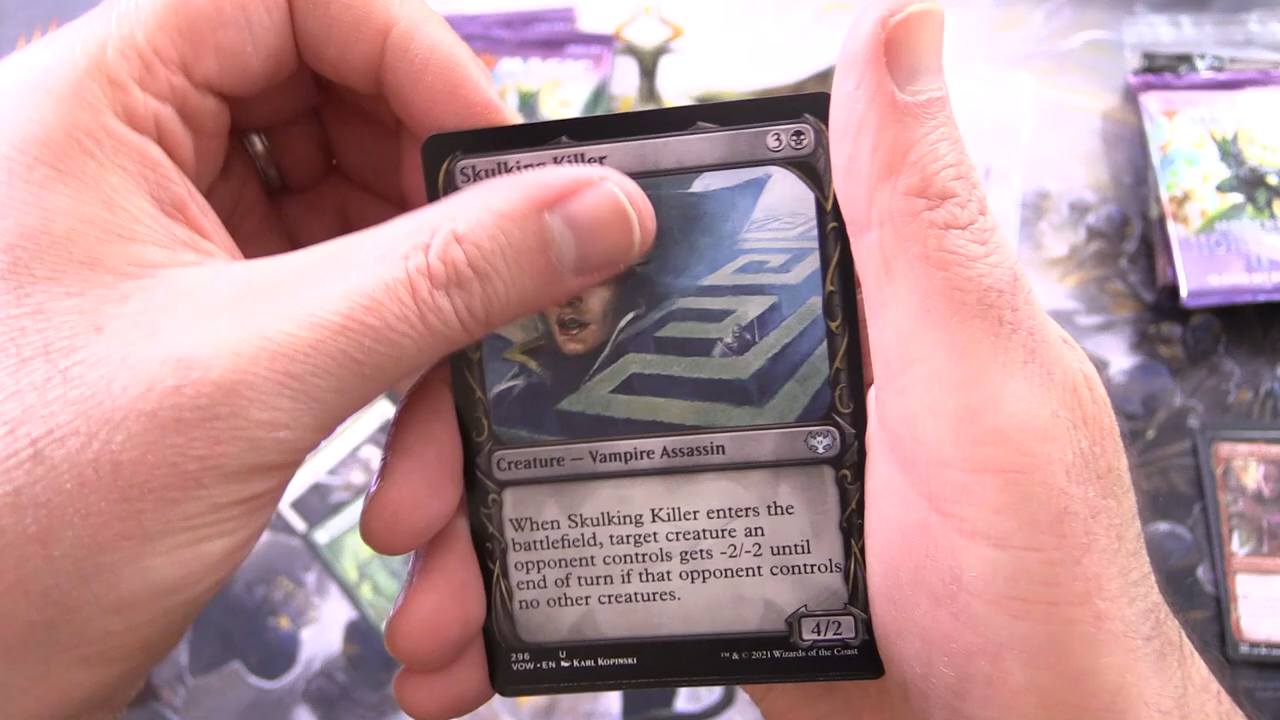 Skulking Killer
3
Creature — Vampire Assassin
When Skulking Killer enters the
battlefield, target creature an
opponent controls gets -2/-2 until
end of turn if that opponent controls
no other creatures.
4/2
296 U
VOW • EN Karl Kopinski
™ & © 2021 Wizards of the Coast